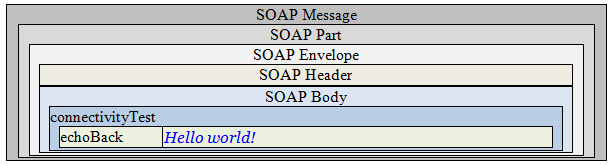 SOAP Message
SOAP Part
SOAP Envelope
SOAP Header
SOAP Body
connectivityTest
echoBack Hello world!